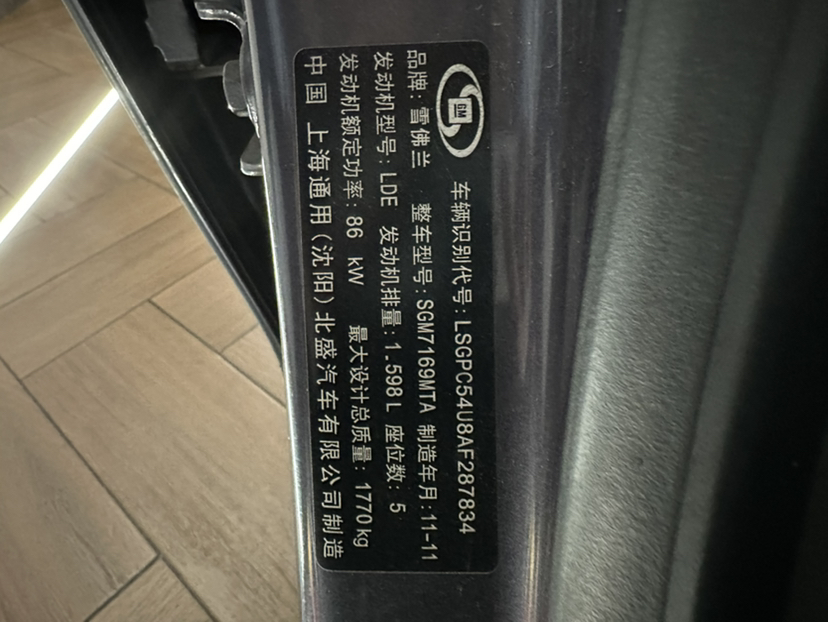 GM
车辆识别代号:LSGPC54U8AF287834
品牌:雪佛兰 整车型号:SGM7169MTA 制造年月:11-11
发动机型号:LDE 发动机排量:1.598L 座位数:5
发动机额定功率:86 kW 最大设计总质量:1770kg
中国 上海通用(沈阳)北盛汽车有限公司制造